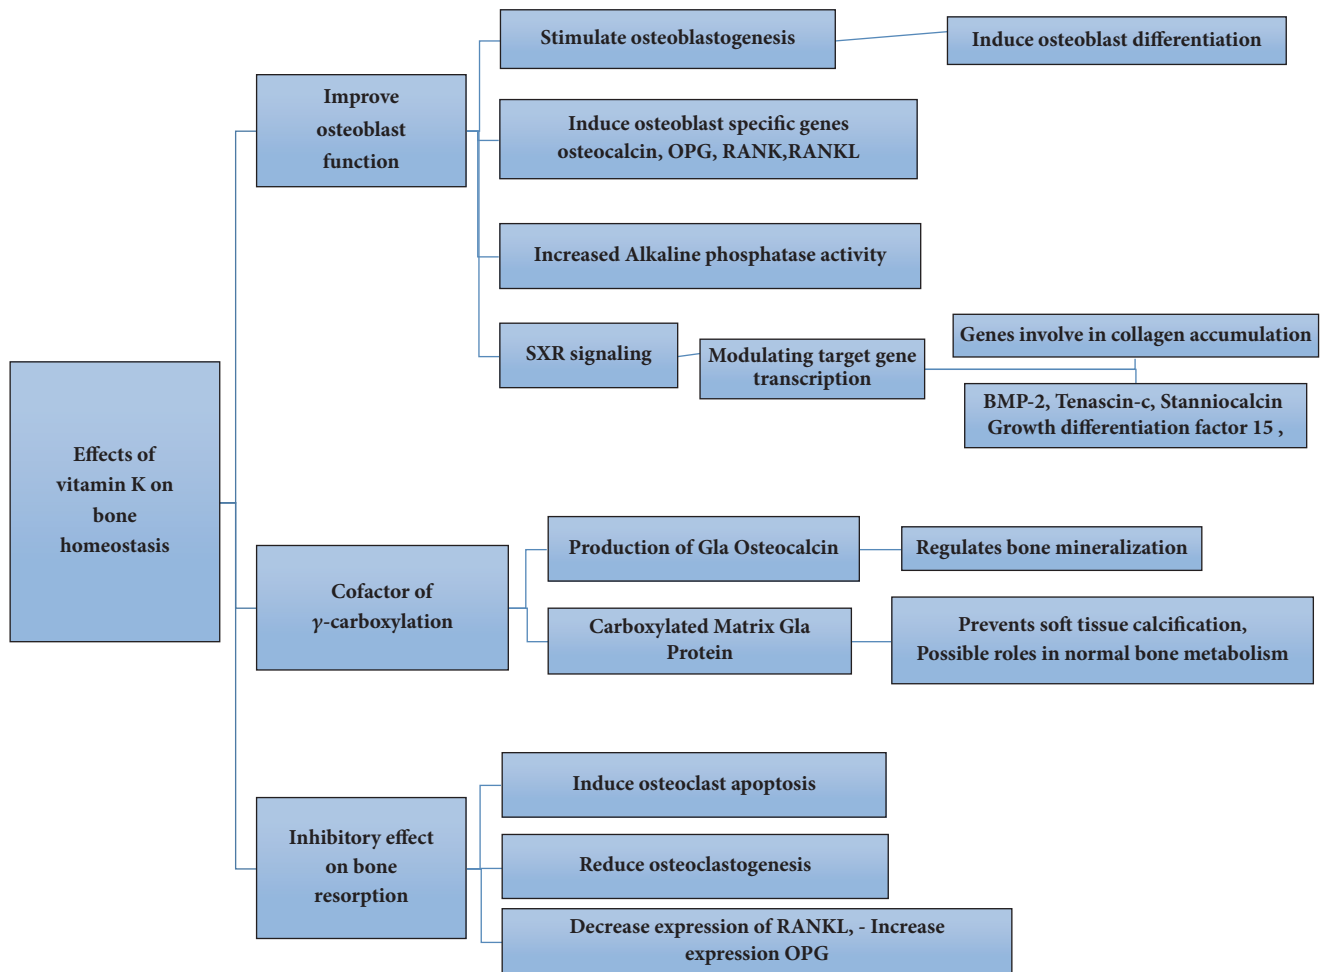 Effects of
vitamin K on
bone
homeostasis
Improve
osteoblast
function
Stimulate osteoblastogenesis
Induce osteoblast differentiation
Induce osteoblast specific genes
osteocalcin, OPG, RANK,RANKL
Increased Alkaline phosphatase activity
SXR signaling
Modulating target gene
transcription
Genes involve in collagen accumulation
BMP-2, Tenascin-c, Stanniocalcin
Growth differentiation factor 15 ,
Cofactor of
γ-carboxylation
Production of Gla Osteocalcin
Regulates bone mineralization
Carboxylated Matrix Gla
Protein
Prevents soft tissue calcification,
Possible roles in normal bone metabolism
Inhibitory effect
on bone
resorption
Induce osteoclast apoptosis
Reduce osteoclastogenesis
Decrease expression of RANKL, - Increase
expression OPG